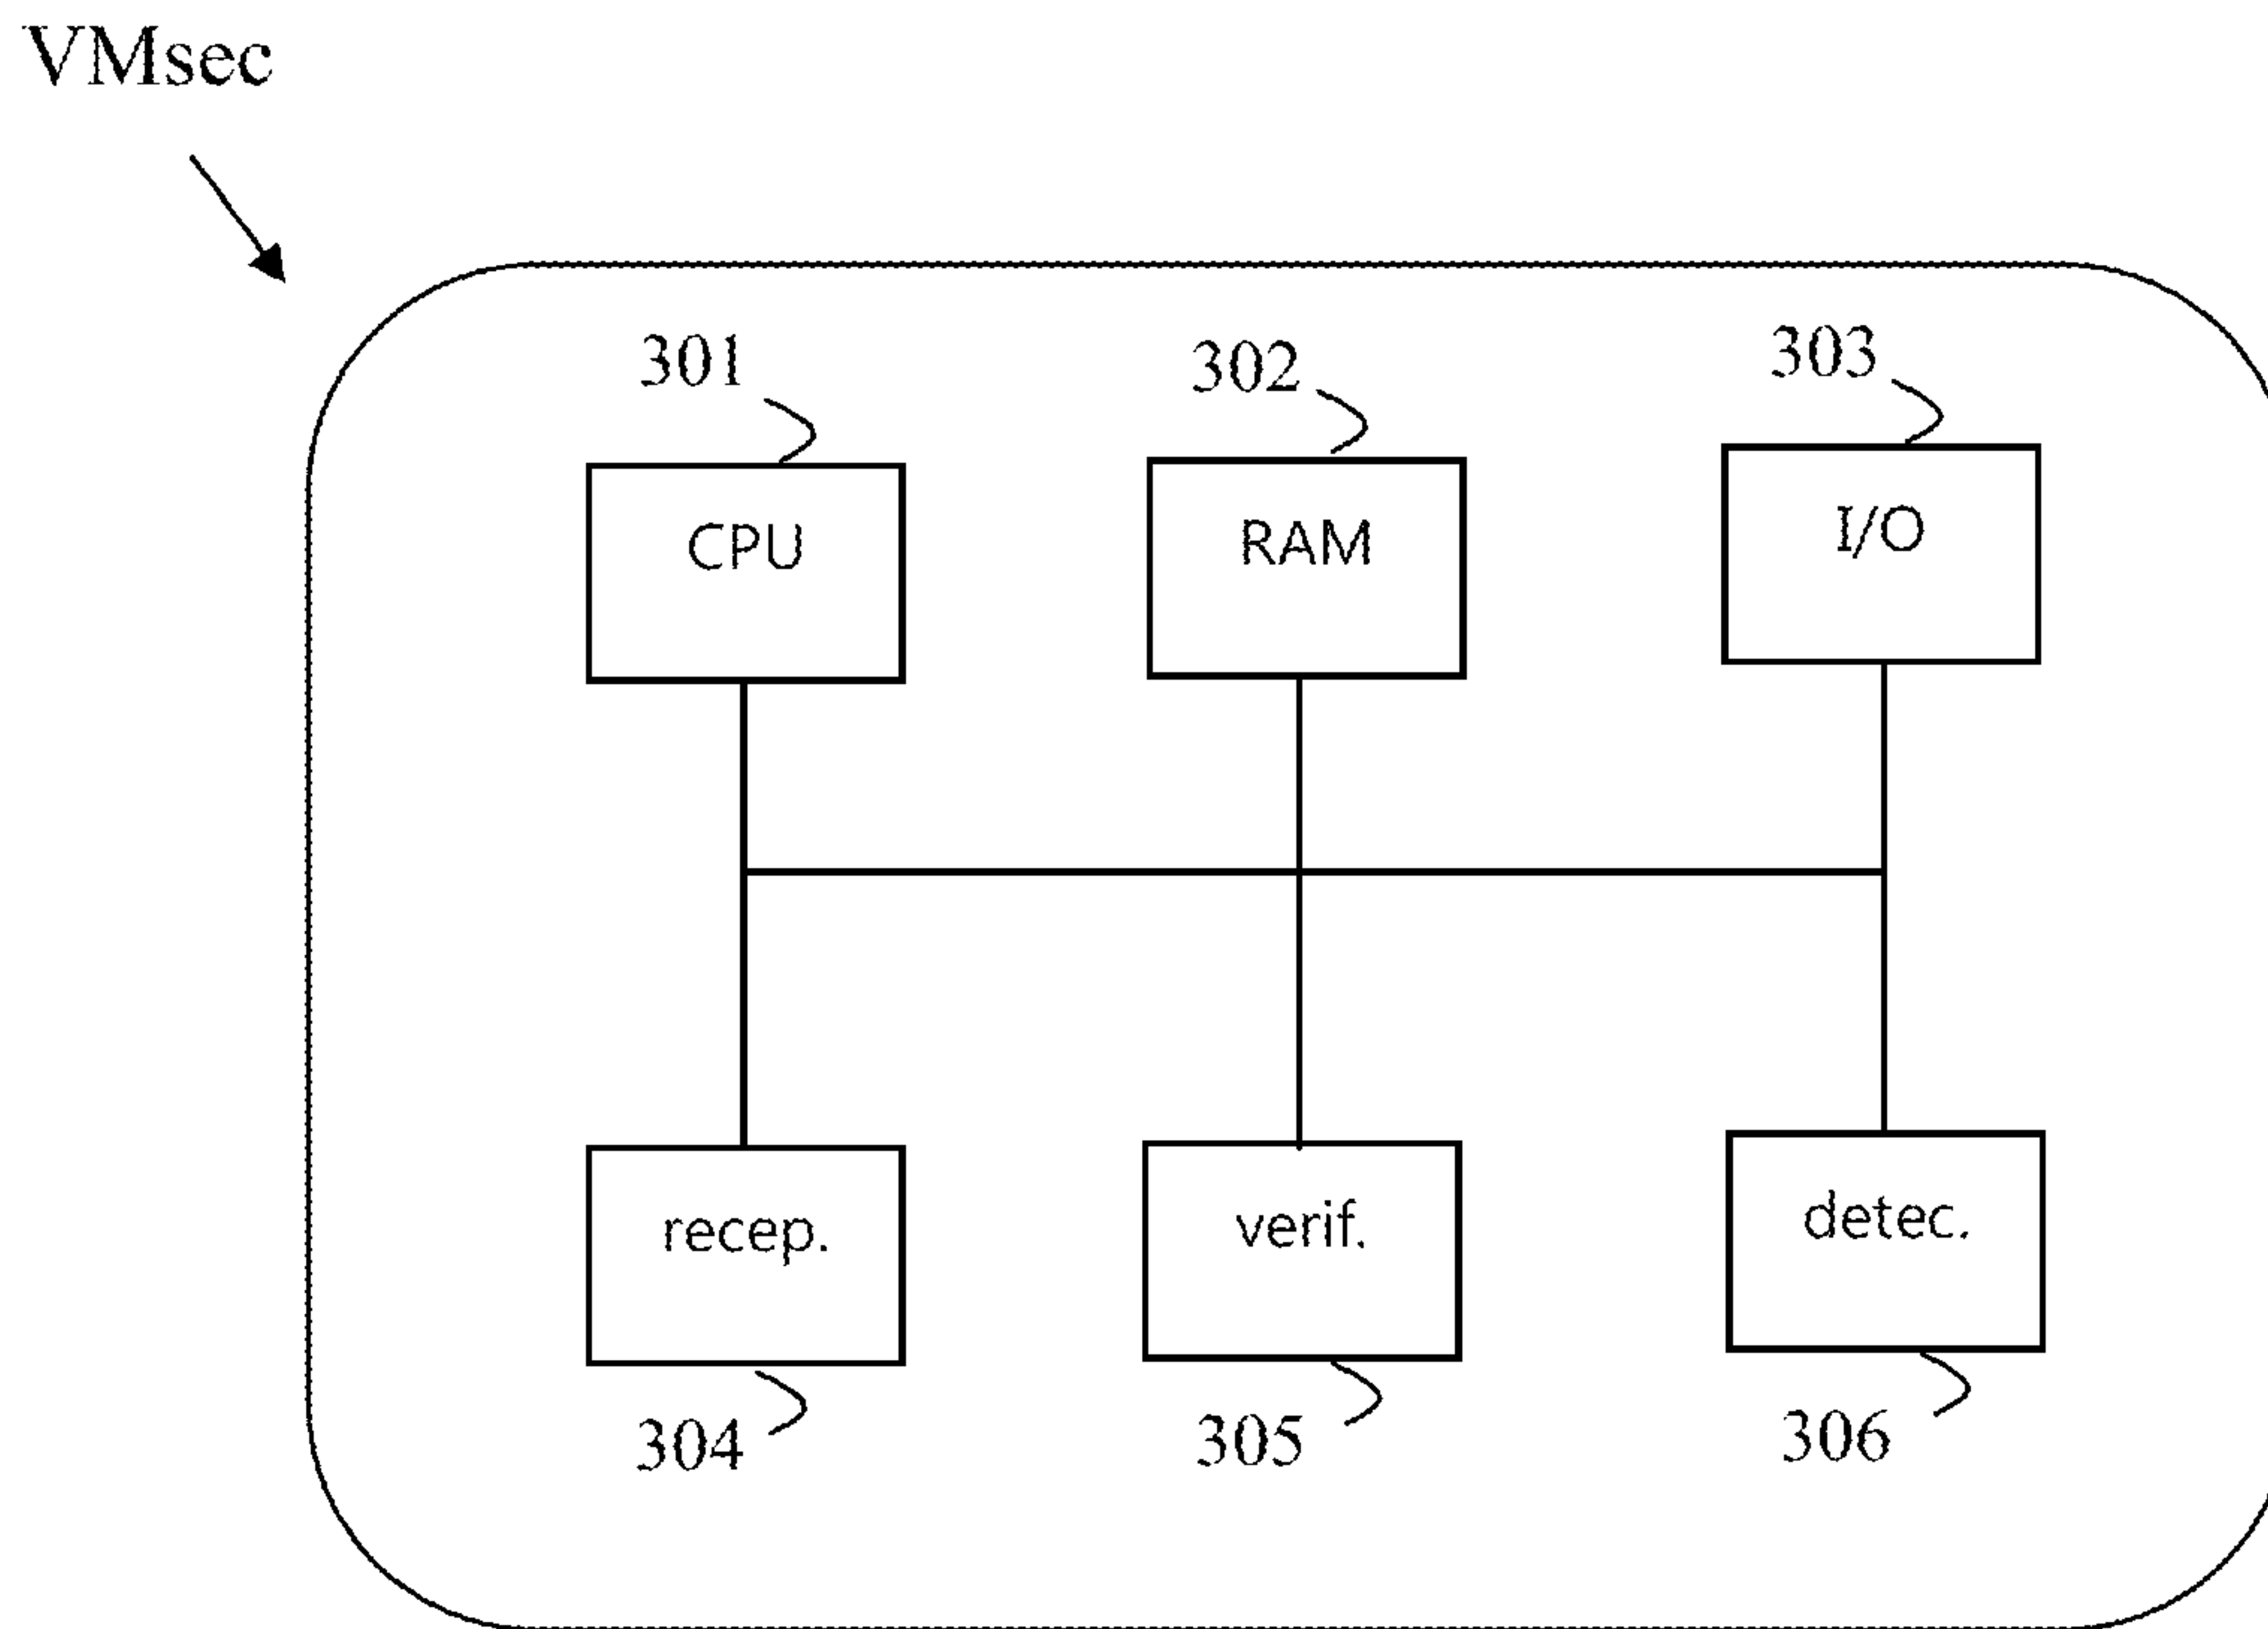 VMsec
301
302
303
CPU
RAM
I/O
recep.
verif.
detec.
304
305
306